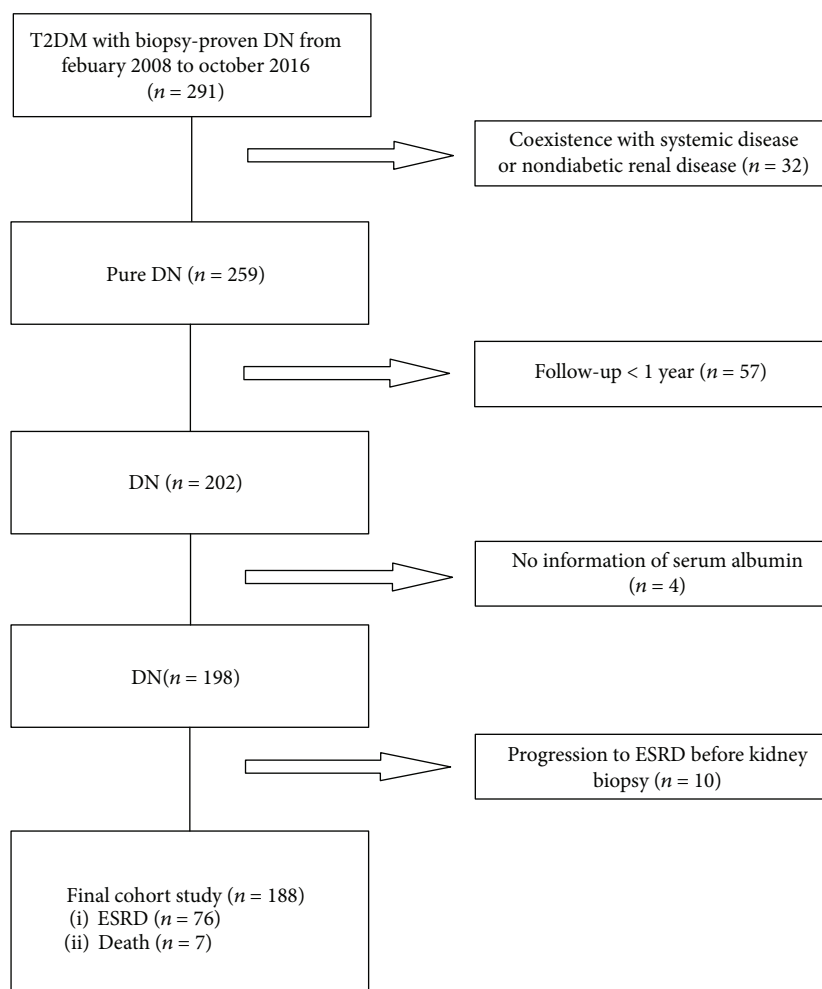 T2DM with biopsy-proven DN from
febuary 2008 to october 2016
(n = 291)
Coexistence with systemic disease
or nondiabetic renal disease (n = 32)
Pure DN (n = 259)
Follow-up < 1 year (n = 57)
DN (n = 202)
No information of serum albumin
(n = 4)
DN(n = 198)
Progression to ESRD before kidney
biopsy (n = 10)
Final cohort study (n = 188)
(i) ESRD (n = 76)
(ii) Death (n = 7)